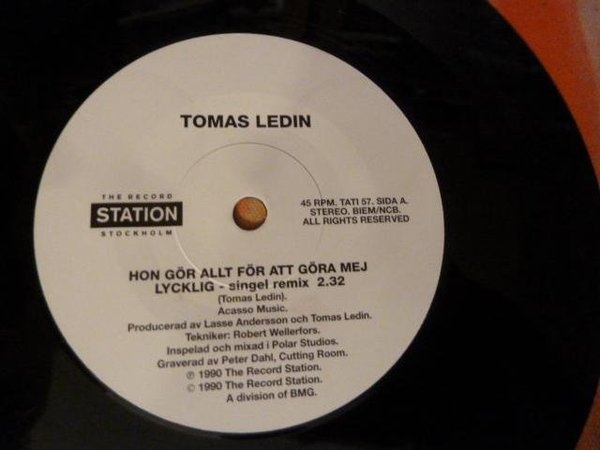 TOMAS LEDIN
THE RECORD
STATION
STOCKHOLM
45 RPM. TATI 57. SIDA A.
STEREO. BIEM/NCB.
ALL RIGHTS RESERVED
HON GÖR ALLT FÖR ATT GÖRA MEJ
LYCKLIG - singel remix 2.32
(Tomas Ledin).
Acasso Music.
Producerad av Lasse Andersson och Tomas Ledin.
Tekniker: Robert Wellerfors.
Inspelad och mixad i Polar Studios.
Graverad av Peter Dahl, Cutting Room.
℗ 1990 The Record Station.
© 1990 The Record Station.
A division of BMG.